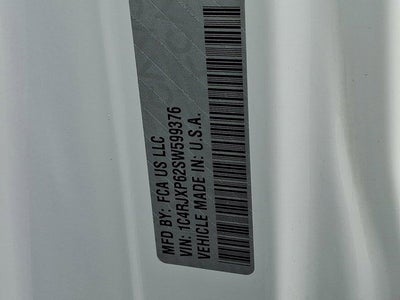 MFD BY: FCA US LLC
VIN: 1C4RJXP62SW599376
VEHICLE MADE IN: U.S.A.